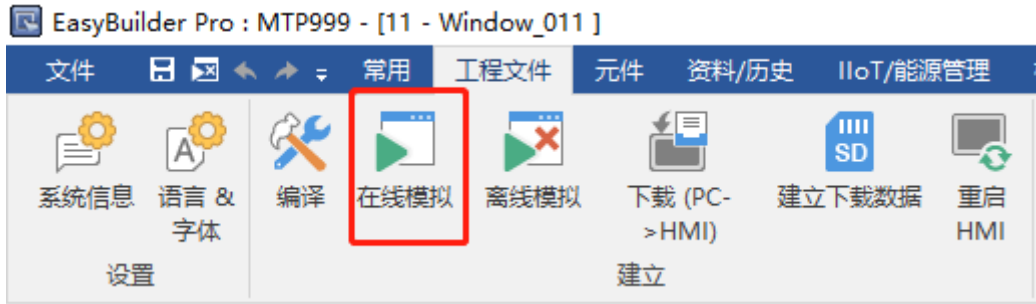 EasyBuilder Pro : MTP999 - [11 - Window_011 ]
文件 常用 工程文件 元件 资料/历史 IIoT/能源管理
A SD
系统信息 语言 & 编译 在线模拟 离线模拟 下载 (PC- 建立下载数据 重启
字体 >HMI) HMI
设置 建立